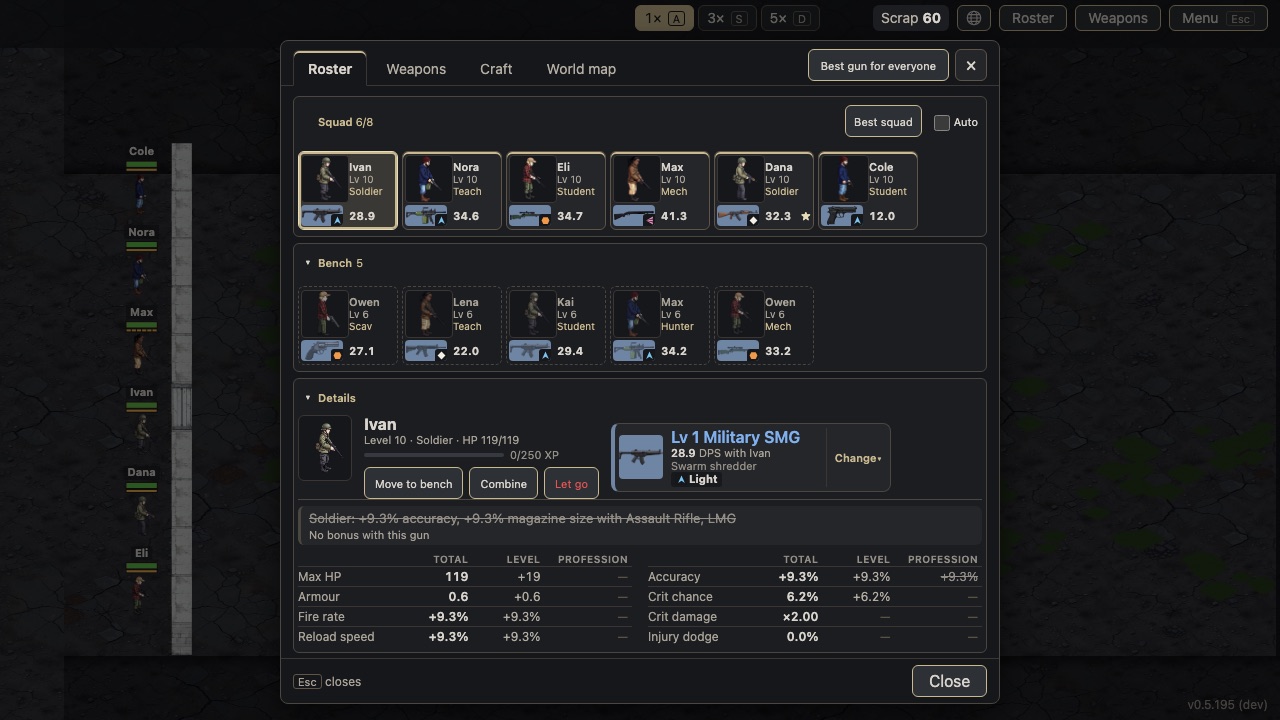 1× A 3× S 5× D Scrap 60 Roster Weapons Menu Esc
Roster Weapons Craft World map Best gun for everyone ×
Squad 6/8 Best squad Auto
Ivan
Lv 10
Soldier
28.9
Nora
Lv 10
Teach
34.6
Eli
Lv 10
Student
34.7
Max
Lv 10
Mech
41.3
Dana
Lv 10
Soldier
32.3
Cole
Lv 10
Student
12.0
Bench 5
Owen
Lv 6
Scav
27.1
Lena
Lv 6
Teach
22.0
Kai
Lv 6
Student
29.4
Max
Lv 6
Hunter
34.2
Owen
Lv 6
Mech
33.2
Details
Ivan
Level 10 · Soldier · HP 119/119
0/250 XP
Move to bench Combine Let go
Lv 1 Military SMG
28.9 DPS with Ivan
Swarm shredder
Light
Change
Soldier: +9.3% accuracy, +9.3% magazine size with Assault Rifle, LMG
No bonus with this gun
TOTAL LEVEL PROFESSION
Max HP 119 +19 —
Armour 0.6 +0.6 —
Fire rate +9.3% +9.3% —
Reload speed +9.3% +9.3% —
TOTAL LEVEL PROFESSION
Accuracy +9.3% +9.3% +9.3%
Crit chance 6.2% +6.2% —
Crit damage ×2.00 — —
Injury dodge 0.0% — —
Esc closes Close
Cole
Nora
Max
Ivan
Dana
Eli
v0.5.195 (dev)